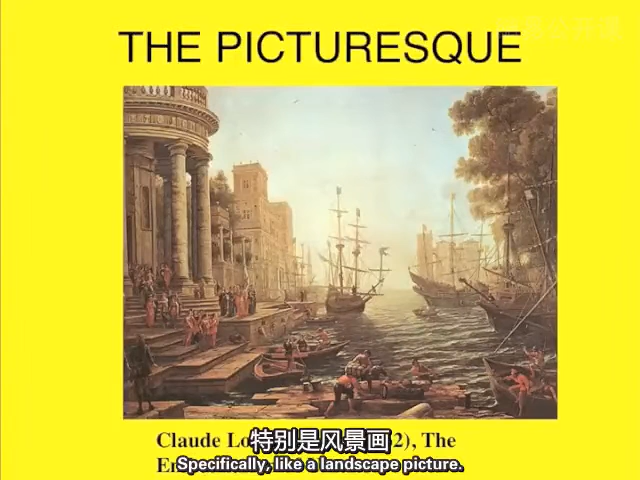 THE PICTURESQUE
Claude Lo 2), The
特别是风景画
Specifically, like a landscape picture.